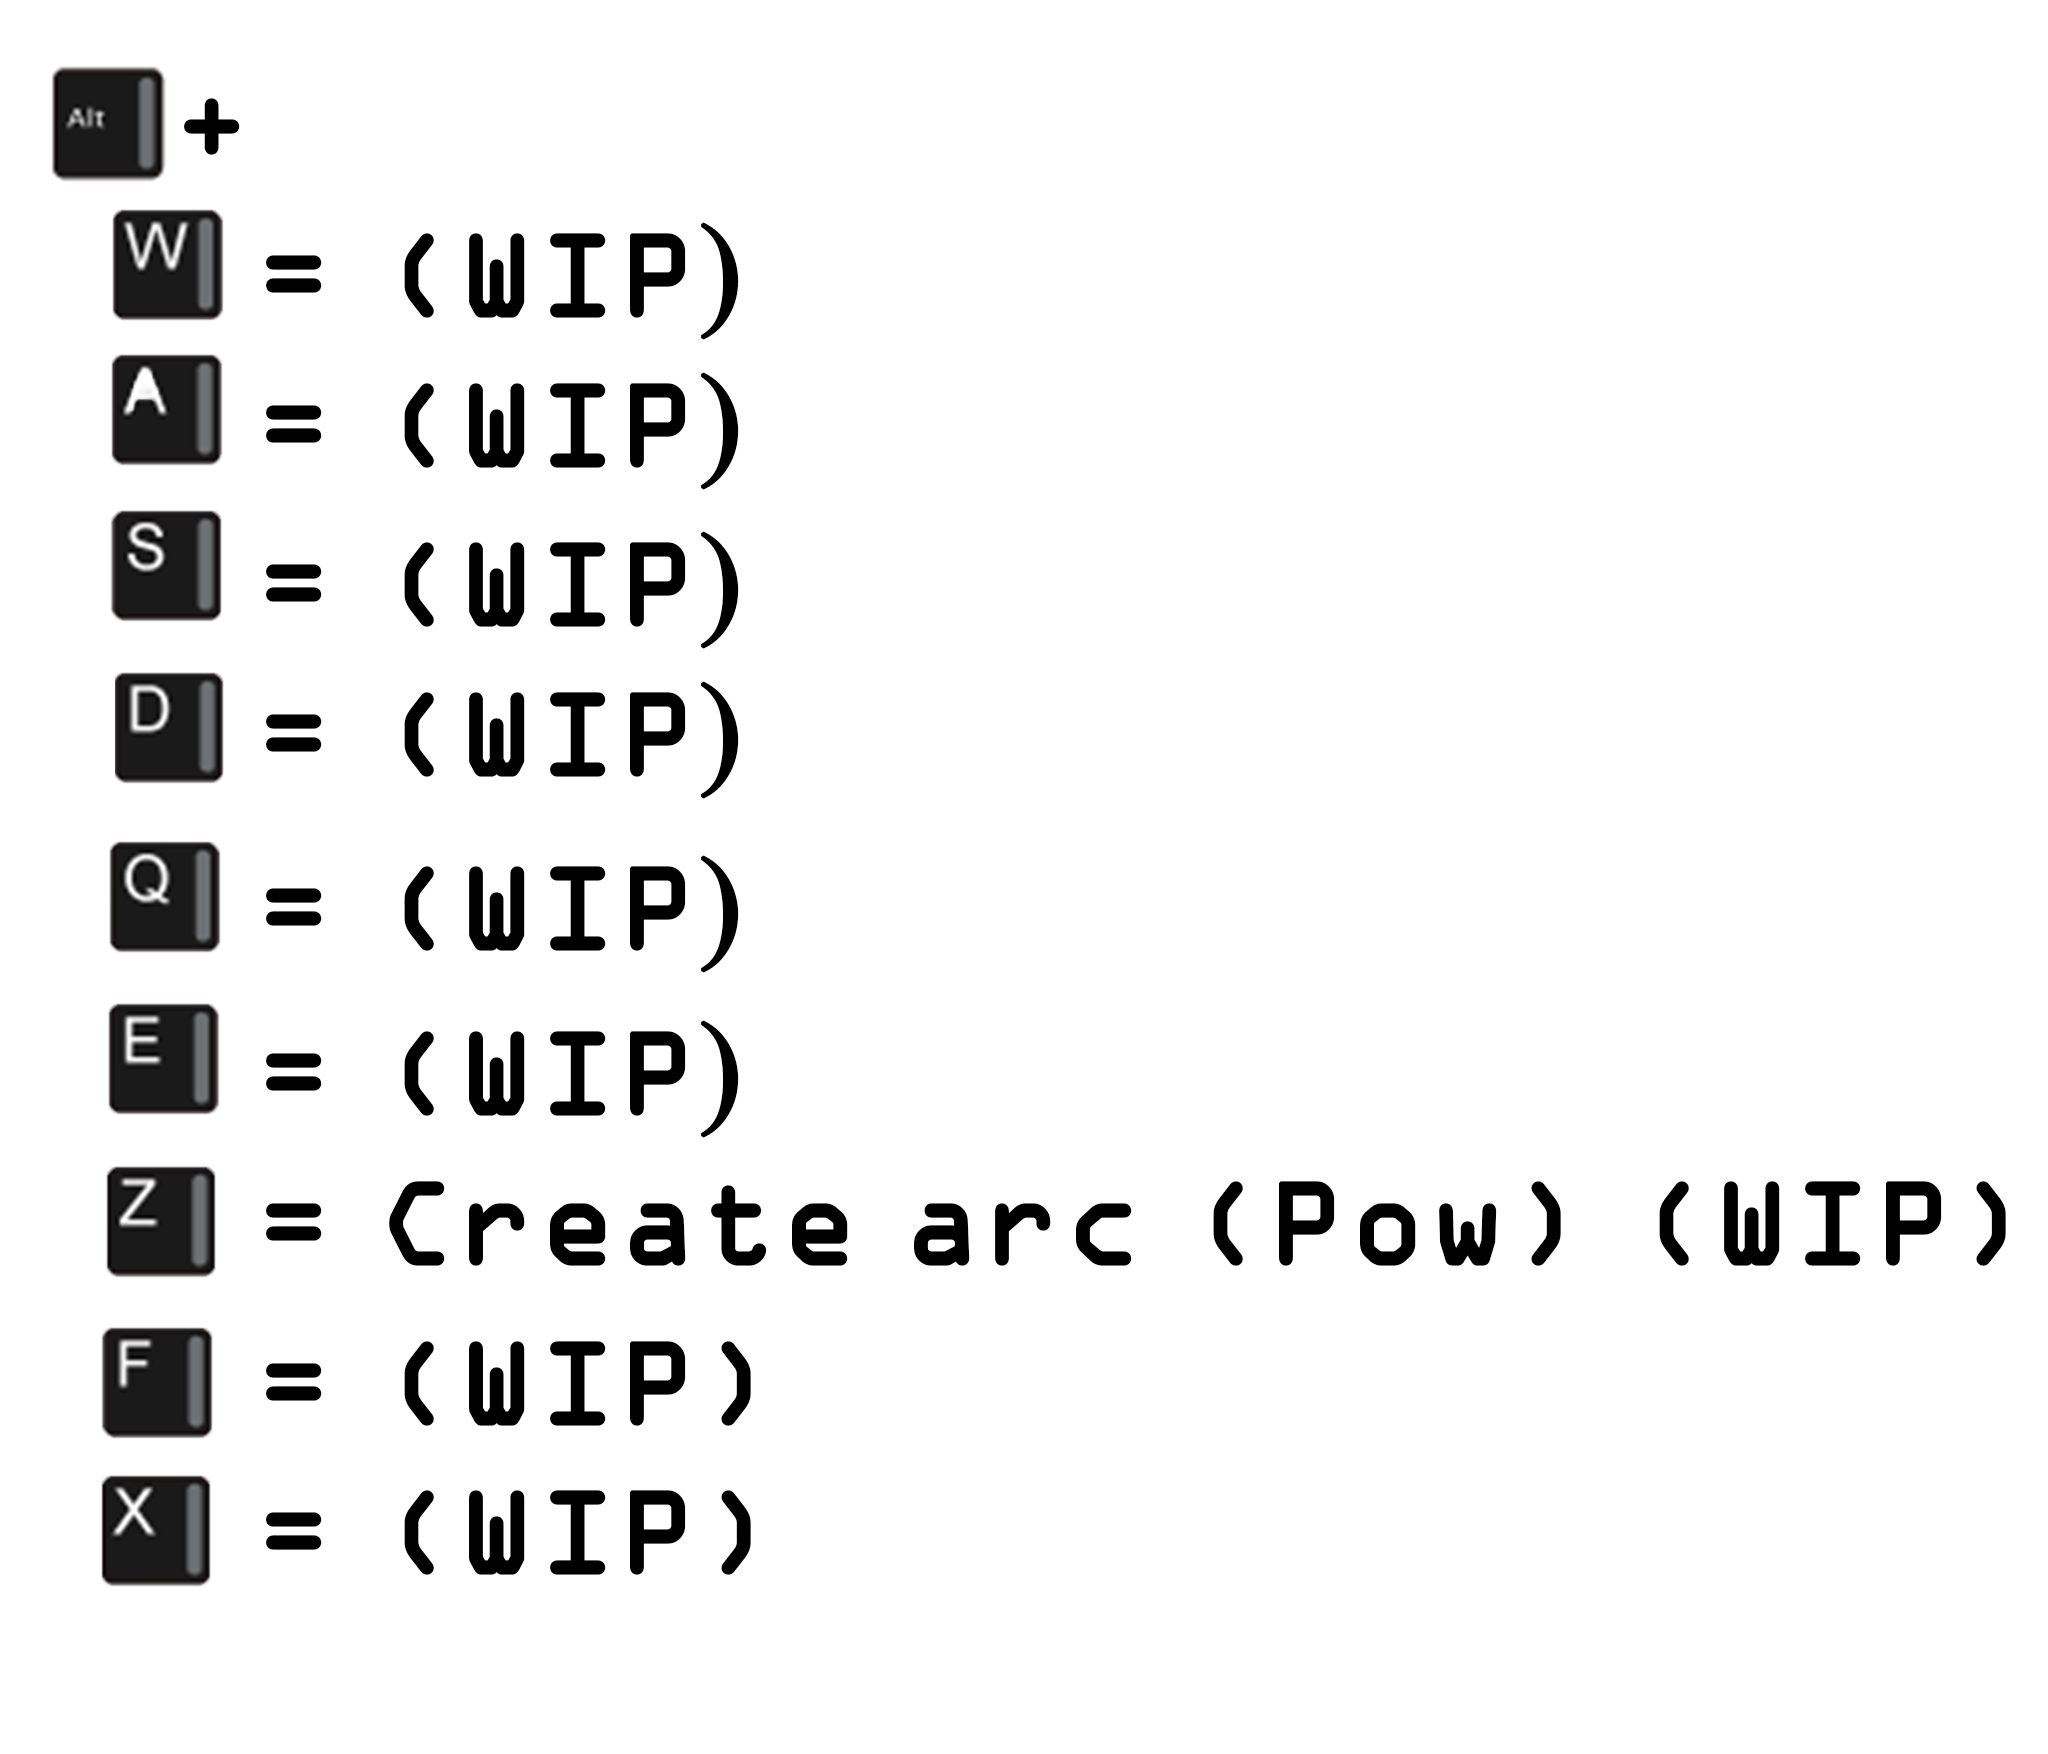 Alt +
W = (WIP)
A = (WIP)
S = (WIP)
D = (WIP)
Q = (WIP)
E = (WIP)
Z = Create arc (Pow) (WIP)
F = (WIP)
X = (WIP)